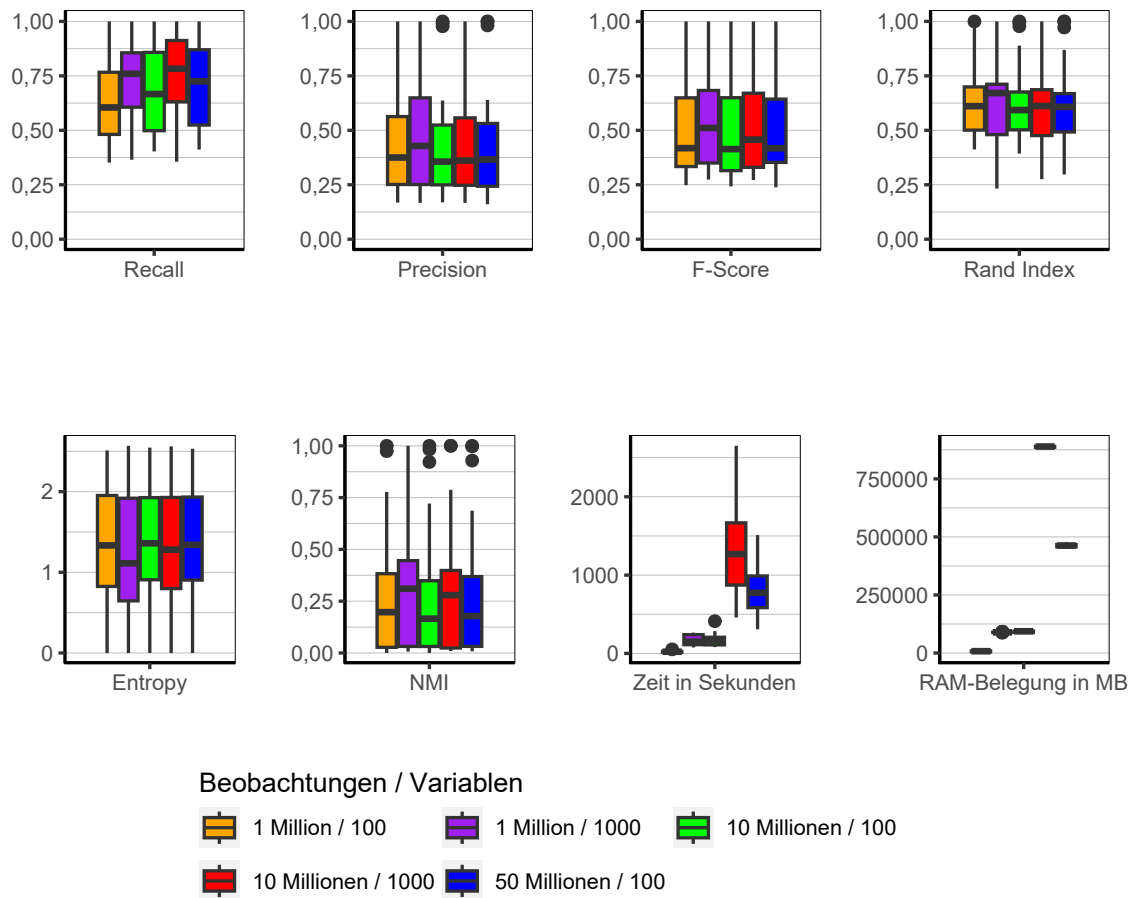 1,00
0,75
0,50
0,25
0,00
Recall
1,00
0,75
0,50
0,25
0,00
Precision
1,00
0,75
0,50
0,25
0,00
F-Score
1,00
0,75
0,50
0,25
0,00
Rand Index
2
1
0
Entropy
1,00
0,75
0,50
0,25
0,00
NMI
2000
1000
0
Zeit in Sekunden
750000
500000
250000
0
RAM-Belegung in MB
Beobachtungen / Variablen
1 Million / 100
1 Million / 1000
10 Millionen / 100
10 Millionen / 1000
50 Millionen / 100